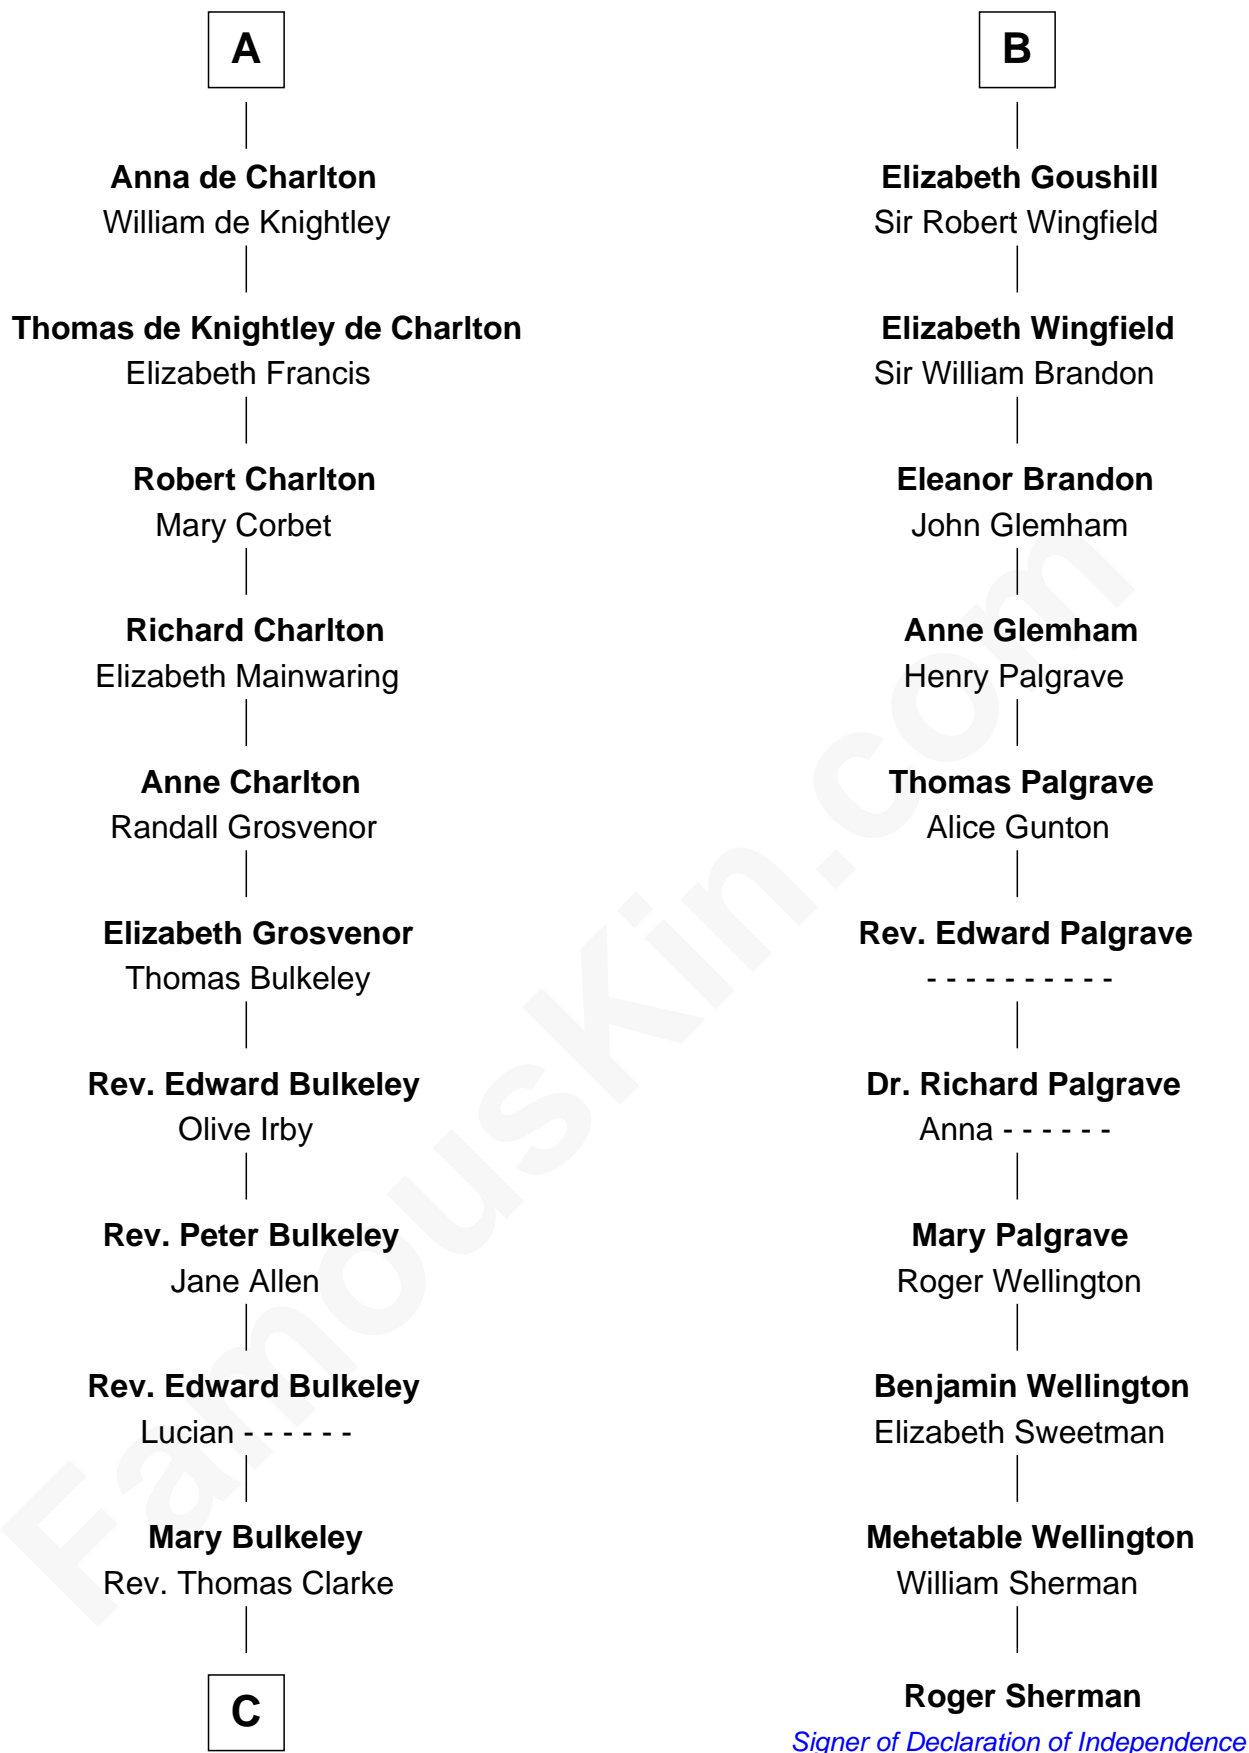 A
Anna de Charlton
William de Knightley
Thomas de Knightley de Charlton
Elizabeth Francis
Robert Charlton
Mary Corbet
Richard Charlton
Elizabeth Mainwaring
Anne Charlton
Randall Grosvenor
Elizabeth Grosvenor
Thomas Bulkeley
Rev. Edward Bulkeley
Olive Irby
Rev. Peter Bulkeley
Jane Allen
Rev. Edward Bulkeley
Lucian - - - - - -
Mary Bulkeley
Rev. Thomas Clarke
C
B
Elizabeth Goushill
Sir Robert Wingfield
Elizabeth Wingfield
Sir William Brandon
Eleanor Brandon
John Glemham
Anne Glemham
Henry Palgrave
Thomas Palgrave
Alice Gunton
Rev. Edward Palgrave
- - - - - - - - - -
Dr. Richard Palgrave
Anna - - - - - -
Mary Palgrave
Roger Wellington
Benjamin Wellington
Elizabeth Sweetman
Mehetable Wellington
William Sherman
Roger Sherman
Signer of Declaration of Independence
FamousKin.com